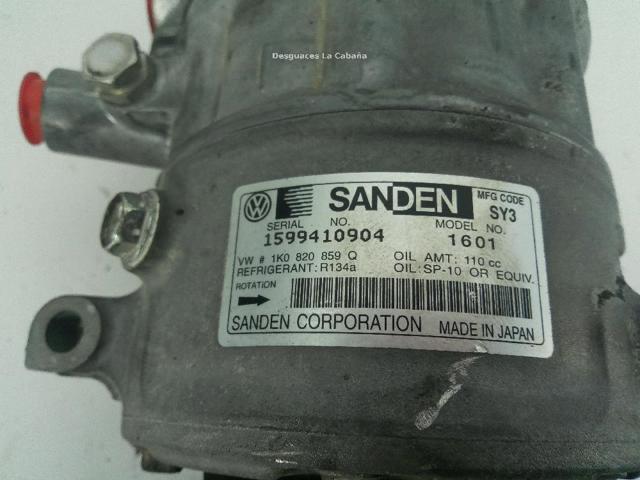 Desguaces La Cabaña
SANDEN
MFG CODE
SY3
SERIAL NO.
1599410904
MODEL NO.
1601
VW # 1K0 820 859 Q OIL AMT: 110 cc
REFRIGERANT: R134a OIL: SP-10 OR EQUIV.
ROTATION
SANDEN CORPORATION MADE IN JAPAN